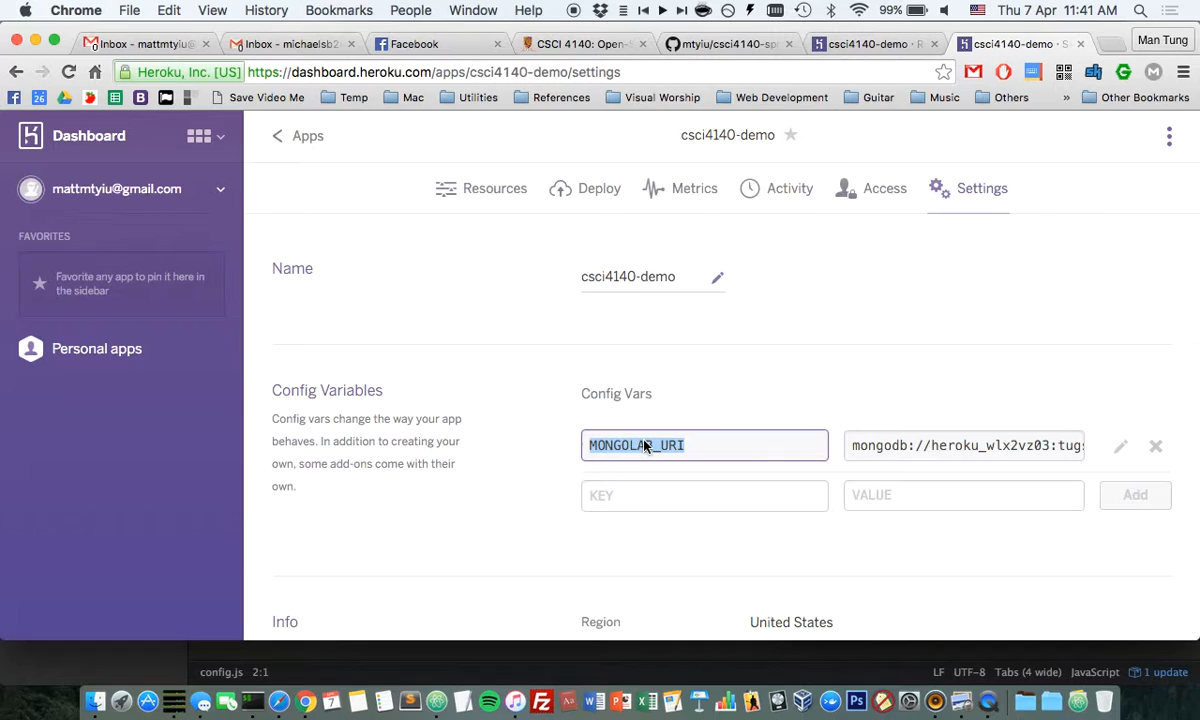 Chrome File Edit View History Bookmarks People Window Help 99% Thu 7 Apr 11:41 AM
Inbox - mattmtyiu@ Inbox - michaelsb2 Facebook CSCI 4140: Open-S mtyiu/csci4140-sp csci4140-demo · R csci4140-demo · S Man Tung
Heroku, Inc. [US] https://dashboard.heroku.com/apps/csci4140-demo/settings
26 Save Video Me Temp Mac Utilities References Visual Worship Web Development Guitar Music Others » Other Bookmarks
Dashboard
Apps
csci4140-demo
mattmtyiu@gmail.com
Resources Deploy Metrics Activity Access Settings
FAVORITES
Favorite any app to pin it here in
the sidebar
Personal apps
Name
csci4140-demo
Config Variables
Config vars change the way your app
behaves. In addition to creating your
own, some add-ons come with their
own.
Config Vars
MONGOLAB_URI mongodb://heroku_wlx2vz03:tugs
KEY VALUE Add
Info
Region United States
config.js 2:1 LF UTF-8 Tabs (4 wide) JavaScript 1 update